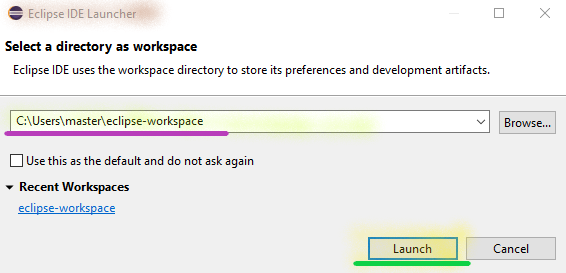 Eclipse IDE Launcher
Select a directory as workspace
Eclipse IDE uses the workspace directory to store its preferences and development artifacts.
C:\Users\master\eclipse-workspace
Browse...
Use this as the default and do not ask again
Recent Workspaces
eclipse-workspace
Launch
Cancel